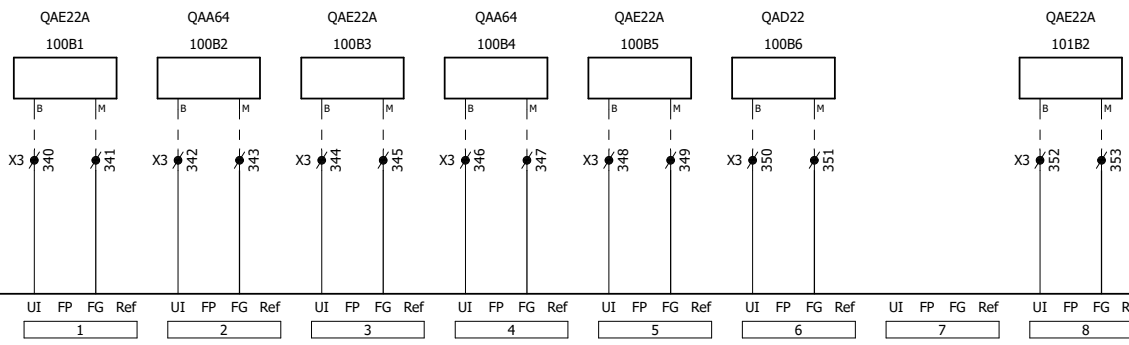 QAE22A QAA64 QAE22A QAA64 QAE22A QAD22 QAE22A
100B1 100B2 100B3 100B4 100B5 100B6 101B2
B M B M B M B M B M B M B M
X3 340 341 X3 342 343 X3 344 345 X3 346 347 X3 348 349 X3 350 351 X3 352 353
UI FP FG Ref UI FP FG Ref UI FP FG Ref UI FP FG Ref UI FP FG Ref UI FP FG Ref UI FP FG Ref UI FP FG R
1 2 3 4 5 6 7 8